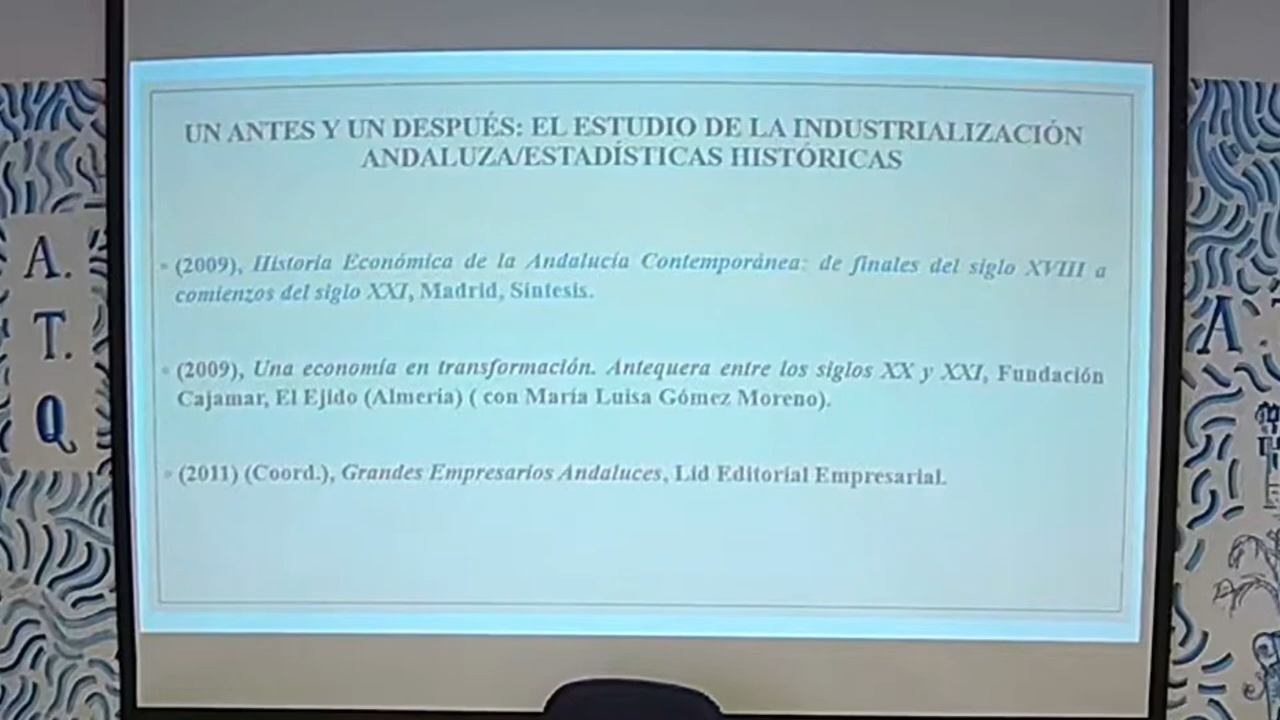 UN ANTES Y UN DESPUÉS: EL ESTUDIO DE LA INDUSTRIALIZACIÓN
ANDALUZA/ESTADÍSTICAS HISTÓRICAS
(2009), Historia Económica de la Andalucía Contemporánea: de finales del siglo XVIII a
comienzos del siglo XXI, Madrid, Síntesis.
(2009), Una economía en transformación. Antequera entre los siglos XX y XXI, Fundación
Cajamar, El Ejido (Almería) ( con María Luisa Gómez Moreno).
(2011) (Coord.), Grandes Empresarios Andaluces, Lid Editorial Empresarial.
A.
T.
Q
A.